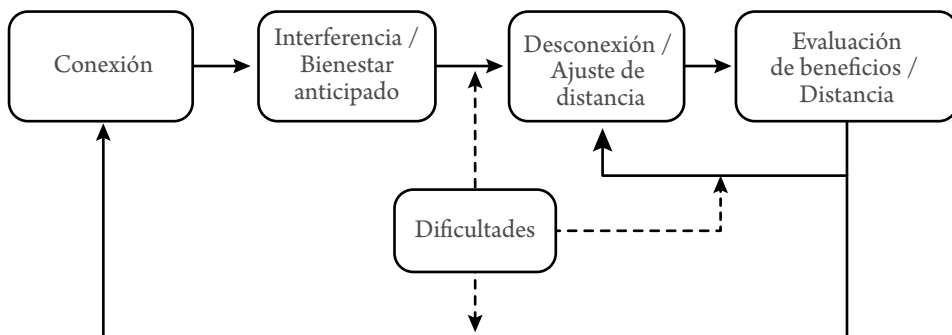 Conexión
Interferencia /
Bienestar
anticipado
Desconexión /
Ajuste de
distancia
Evaluación
de beneficios /
Distancia
Dificultades